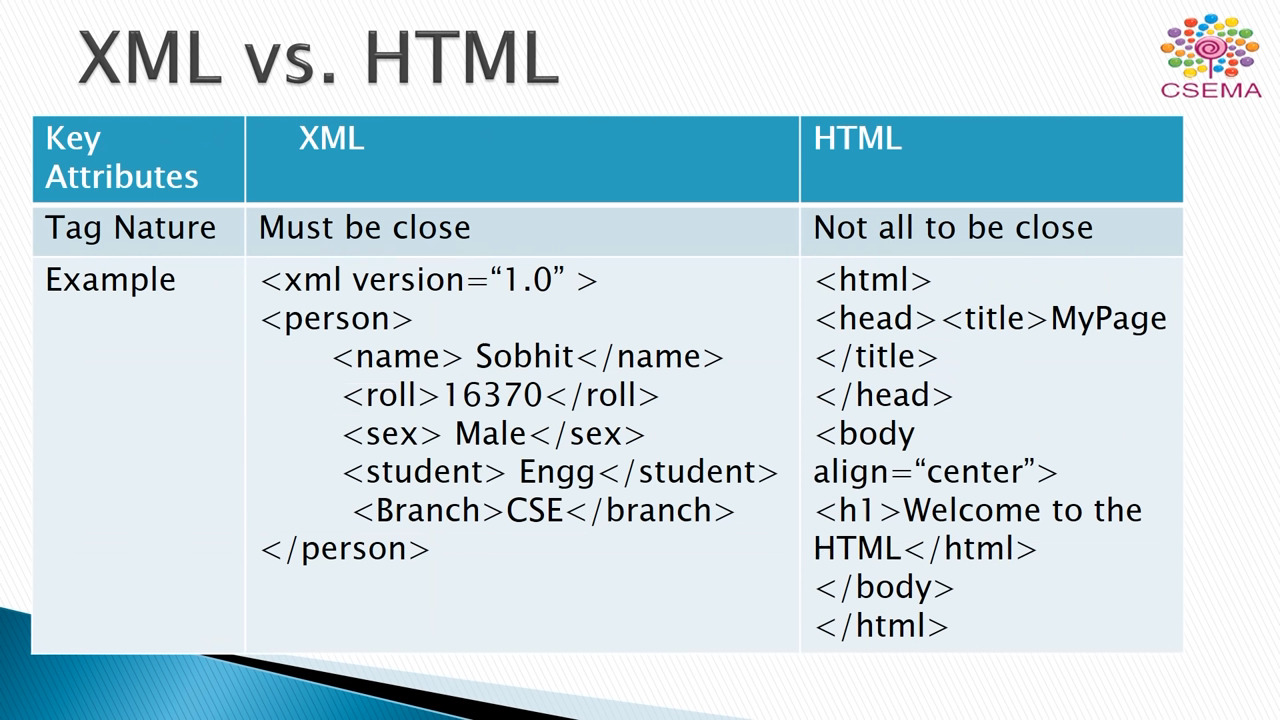 XML vs. HTML
CSEMA
Key
Attributes
XML
HTML
Tag Nature
Must be close
Not all to be close
Example
<xml version=“1.0” >
<person>
<name> Sobhit</name>
<roll>16370</roll>
<sex> Male</sex>
<student> Engg</student>
<Branch>CSE</branch>
</person>
<html>
<head><title>MyPage
</title>
</head>
<body
align=“center”>
<h1>Welcome to the
HTML</html>
</body>
</html>